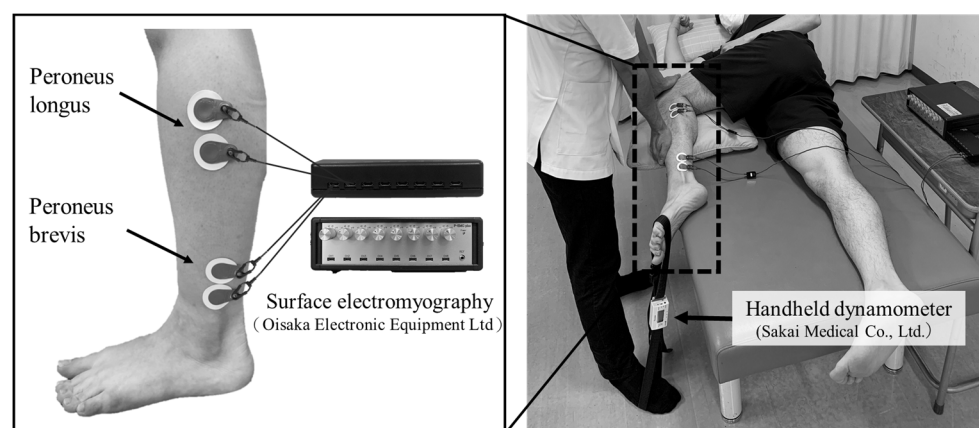 Peroneus
longus
Peroneus
brevis
Surface electromyography
(Oisaka Electronic Equipment Ltd)
Handheld dynamometer
(Sakai Medical Co., Ltd.)